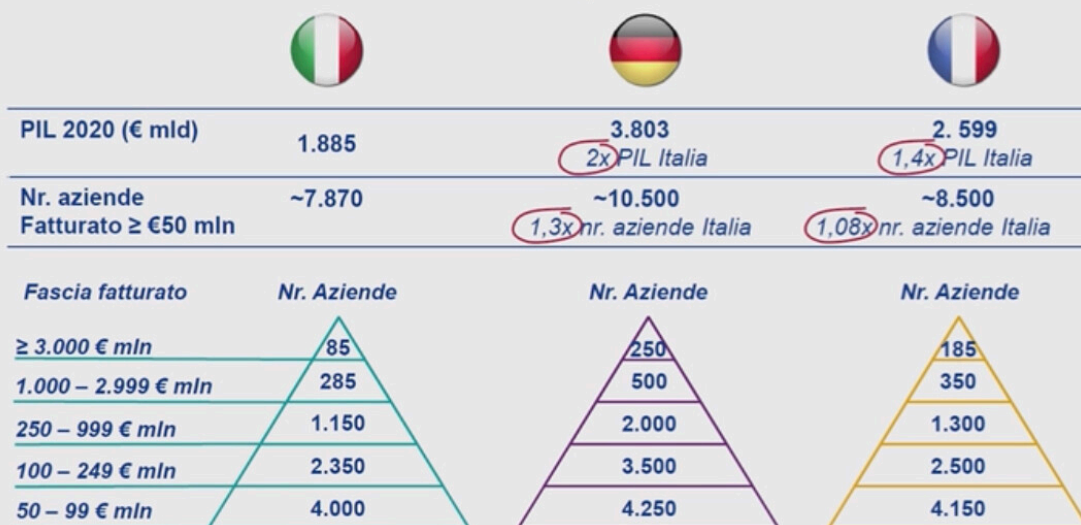 PIL 2020 (€ mld)
1.885
3.803
2x PIL Italia
2. 599
1,4x PIL Italia
Nr. aziende
Fatturato ≥ €50 mln
~7.870
~10.500
1,3x nr. aziende Italia
~8.500
1,08x nr. aziende Italia
Fascia fatturato Nr. Aziende Nr. Aziende Nr. Aziende
≥ 3.000 € mln 85 250 185
1.000 – 2.999 € mln 285 500 350
250 – 999 € mln 1.150 2.000 1.300
100 – 249 € mln 2.350 3.500 2.500
50 – 99 € mln 4.000 4.250 4.150